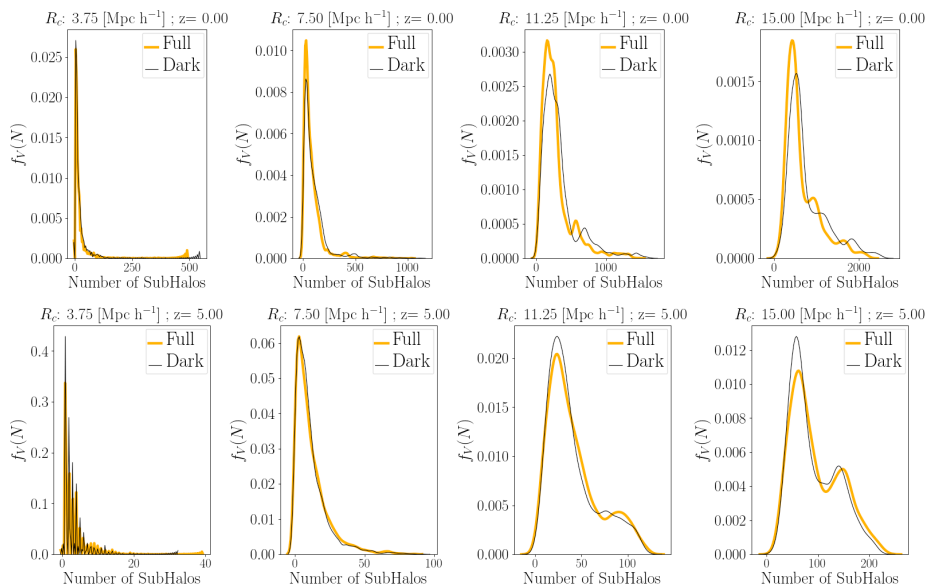 R_c: 3.75 [Mpc h⁻¹] ; z= 0.00
Full
Dark
f_V(N)
0.025
0.020
0.015
0.010
0.005
0.000
0
250
500
Number of SubHalos
R_c: 7.50 [Mpc h⁻¹] ; z= 0.00
Full
Dark
f_V(N)
0.010
0.008
0.006
0.004
0.002
0.000
0
500
1000
Number of SubHalos
R_c: 11.25 [Mpc h⁻¹] ; z= 0.00
Full
Dark
f_V(N)
0.0030
0.0025
0.0020
0.0015
0.0010
0.0005
0.0000
0
1000
Number of SubHalos
R_c: 15.00 [Mpc h⁻¹] ; z= 0.00
Full
Dark
f_V(N)
0.0015
0.0010
0.0005
0.0000
0
2000
Number of SubHalos
R_c: 3.75 [Mpc h⁻¹] ; z= 5.00
Full
Dark
f_V(N)
0.4
0.3
0.2
0.1
0.0
0
20
40
Number of SubHalos
R_c: 7.50 [Mpc h⁻¹] ; z= 5.00
Full
Dark
f_V(N)
0.06
0.05
0.04
0.03
0.02
0.01
0.00
0
50
100
Number of SubHalos
R_c: 11.25 [Mpc h⁻¹] ; z= 5.00
Full
Dark
f_V(N)
0.020
0.015
0.010
0.005
0.000
0
100
Number of SubHalos
R_c: 15.00 [Mpc h⁻¹] ; z= 5.00
Full
Dark
f_V(N)
0.012
0.010
0.008
0.006
0.004
0.002
0.000
0
100
200
Number of SubHalos